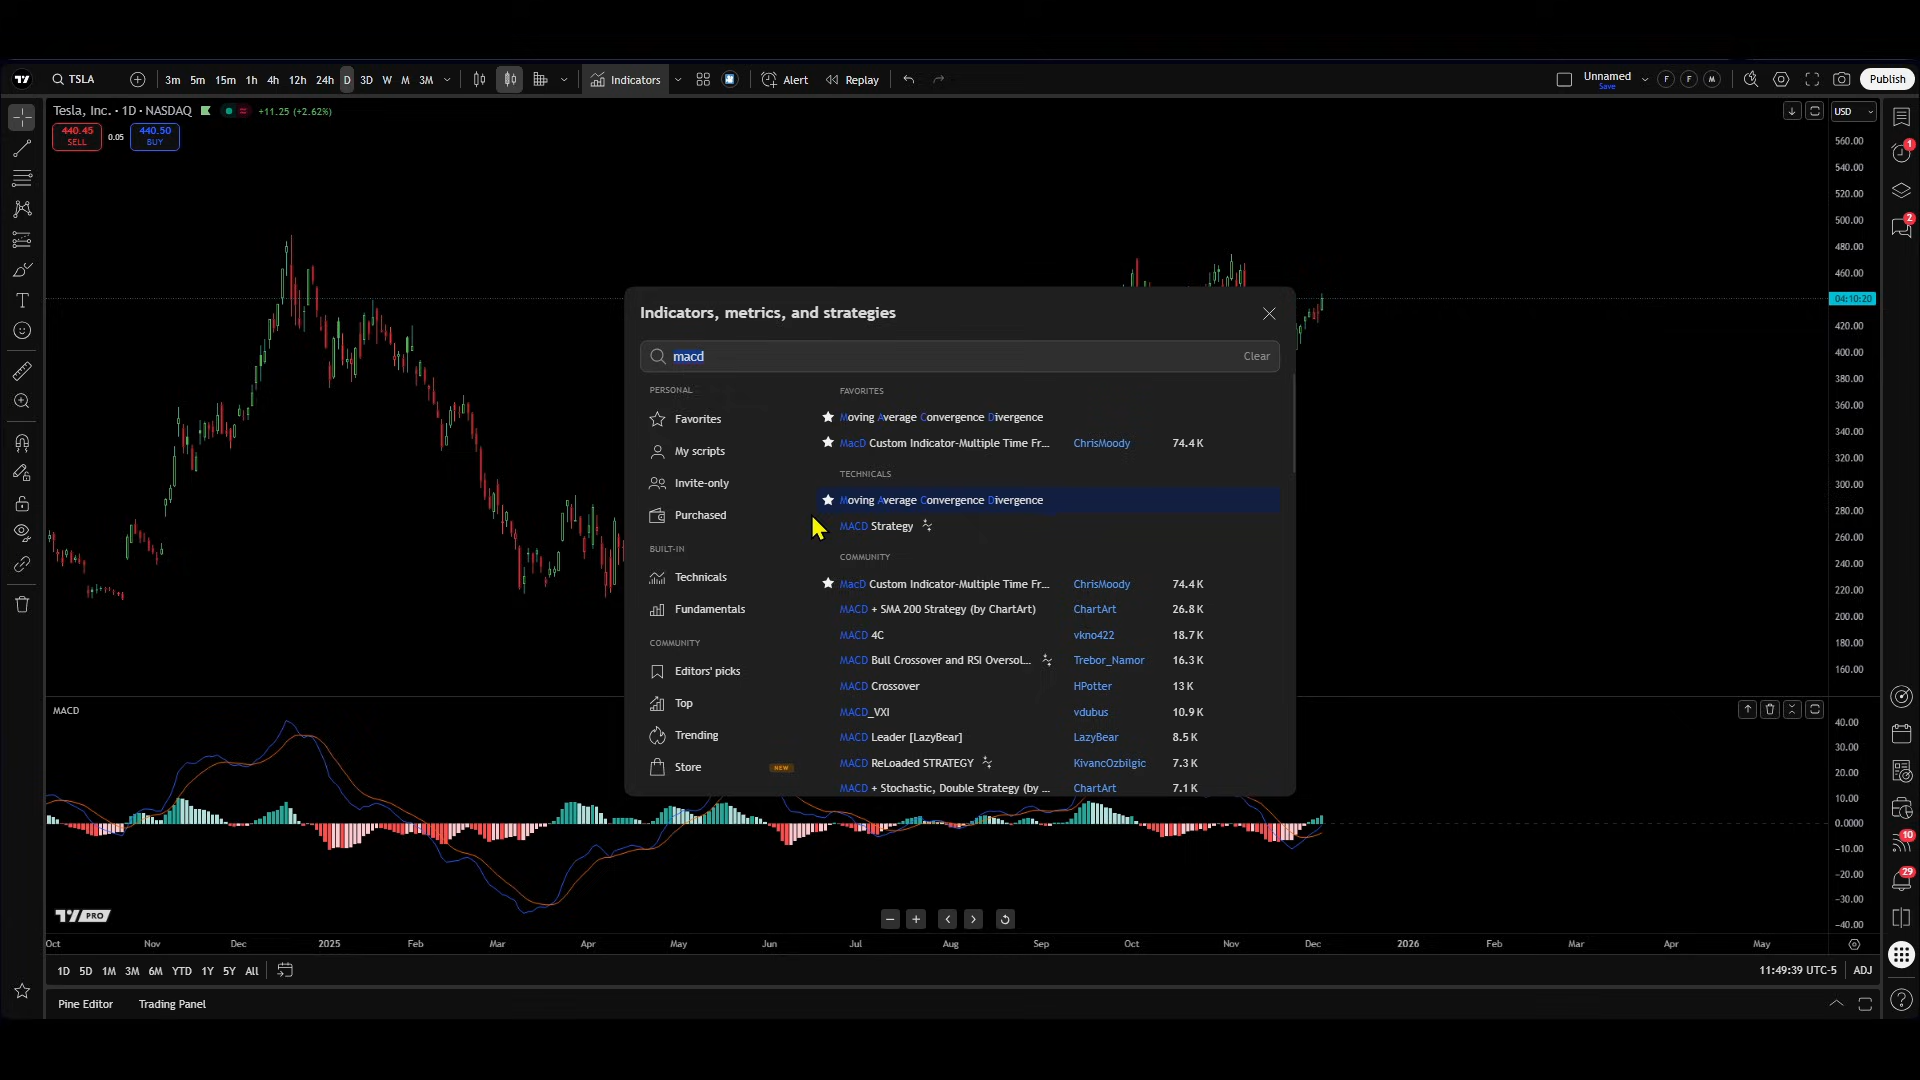 TSLA 3m 5m 15m 1h 4h 12h 24h D 3D W M 3M Indicators Alert Replay Unnamed Save F F M Publish
Tesla, Inc. · 1D · NASDAQ +11.25 (+2.62%) USD
440.45 SELL 0.05 440.50 BUY
560.00
540.00
520.00
500.00
480.00
460.00
04:10:20
420.00
400.00
380.00
360.00
340.00
320.00
300.00
280.00
260.00
240.00
220.00
200.00
180.00
160.00
Indicators, metrics, and strategies
macd Clear
PERSONAL
Favorites
My scripts
Invite-only
Purchased
BUILT-IN
Technicals
Fundamentals
COMMUNITY
Editors' picks
Top
Trending
Store NEW
FAVORITES
Moving Average Convergence Divergence
MacD Custom Indicator-Multiple Time Fr... ChrisMoody 74.4 K
TECHNICALS
Moving Average Convergence Divergence
MACD Strategy
COMMUNITY
MacD Custom Indicator-Multiple Time Fr... ChrisMoody 74.4 K
MACD + SMA 200 Strategy (by ChartArt) ChartArt 26.8 K
MACD 4C vkno422 18.7 K
MACD Bull Crossover and RSI Oversol... Trebor_Namor 16.3 K
MACD Crossover HPotter 13 K
MACD_VXI vdubus 10.9 K
MACD Leader [LazyBear] LazyBear 8.5 K
MACD ReLoaded STRATEGY KivancOzbilgic 7.3 K
MACD + Stochastic, Double Strategy (by ... ChartArt 7.1 K
1
2
10
29
MACD
40.00
30.00
20.00
10.00
0.0000
-10.00
-20.00
-30.00
-40.00
PRO
Oct Nov Dec 2025 Feb Mar Apr May Jun Jul Aug Sep Oct Nov Dec 2026 Feb Mar Apr May
1D 5D 1M 3M 6M YTD 1Y 5Y All 11:49:39 UTC-5 ADJ
Pine Editor Trading Panel